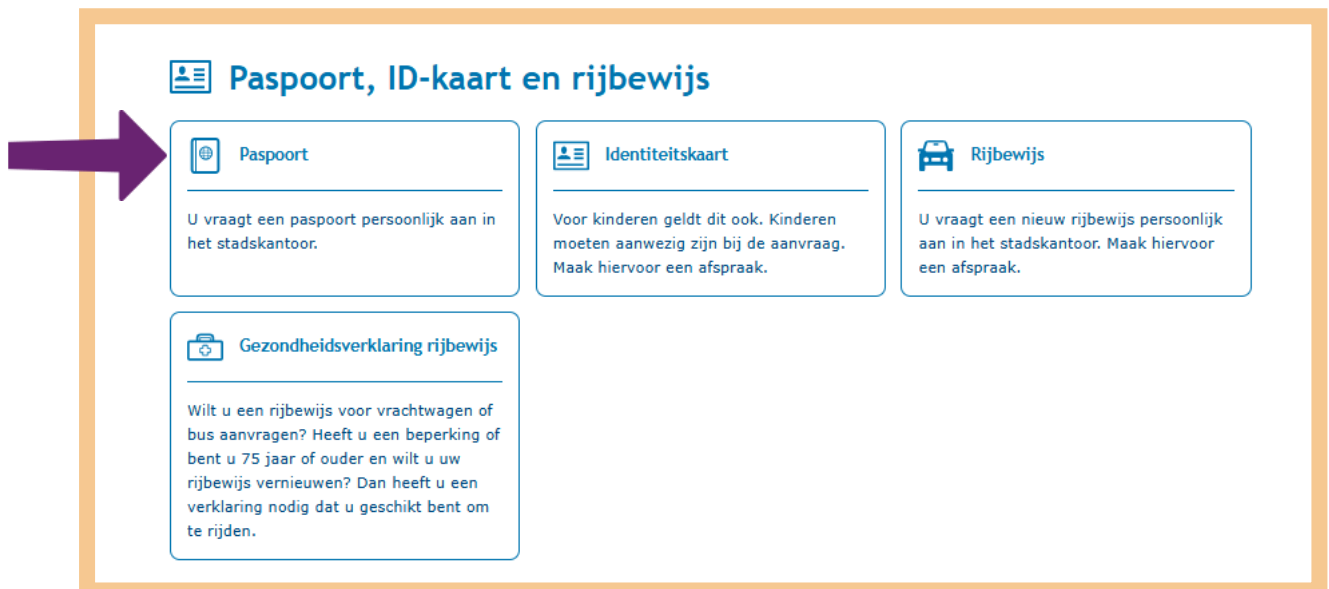 Paspoort, ID-kaart en rijbewijs
Paspoort
U vraagt een paspoort persoonlijk aan in
het stadskantoor.
Identiteitskaart
Voor kinderen geldt dit ook. Kinderen
moeten aanwezig zijn bij de aanvraag.
Maak hiervoor een afspraak.
Rijbewijs
U vraagt een nieuw rijbewijs persoonlijk
aan in het stadskantoor. Maak hiervoor
een afspraak.
Gezondheidsverklaring rijbewijs
Wilt u een rijbewijs voor vrachtwagen of
bus aanvragen? Heeft u een beperking of
bent u 75 jaar of ouder en wilt u uw
rijbewijs vernieuwen? Dan heeft u een
verklaring nodig dat u geschikt bent om
te rijden.